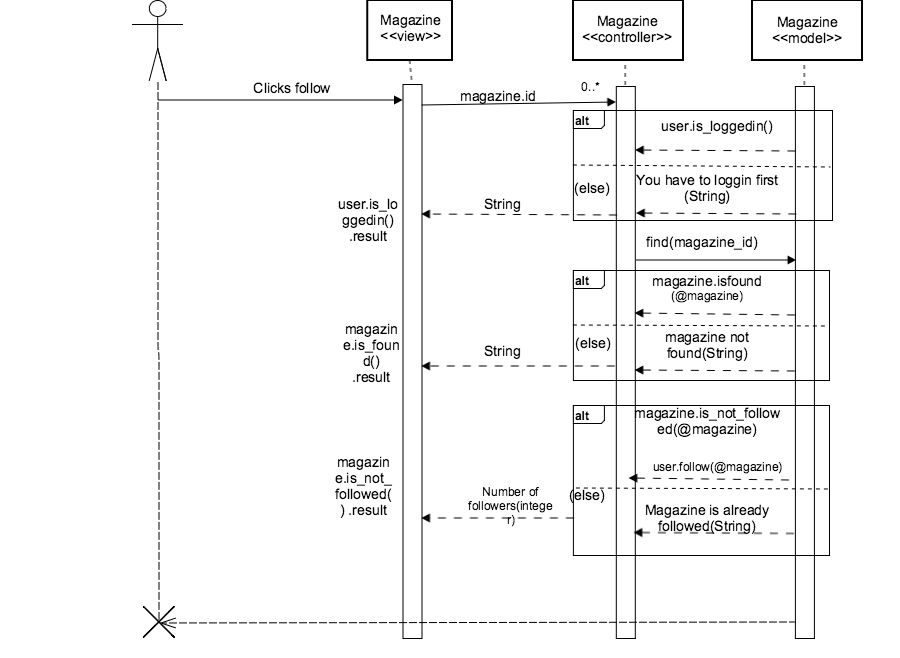 Magazine
<<view>>
Magazine
<<controller>>
Magazine
<<model>>
Clicks follow
magazine.id
0..*
alt
user.is_loggedin()
(else)
You have to loggin first
(String)
String
user.is_lo
ggedin()
.result
find(magazine_id)
alt
magazine.isfound
(@magazine)
(else)
magazine not
found(String)
String
magazin
e.is_foun
d()
.result
alt
magazine.is_not_follow
ed(@magazine)
user.follow(@magazine)
(else)
Magazine is already
followed(String)
Number of
followers(intege
r)
magazin
e.is_not_
followed(
) .result